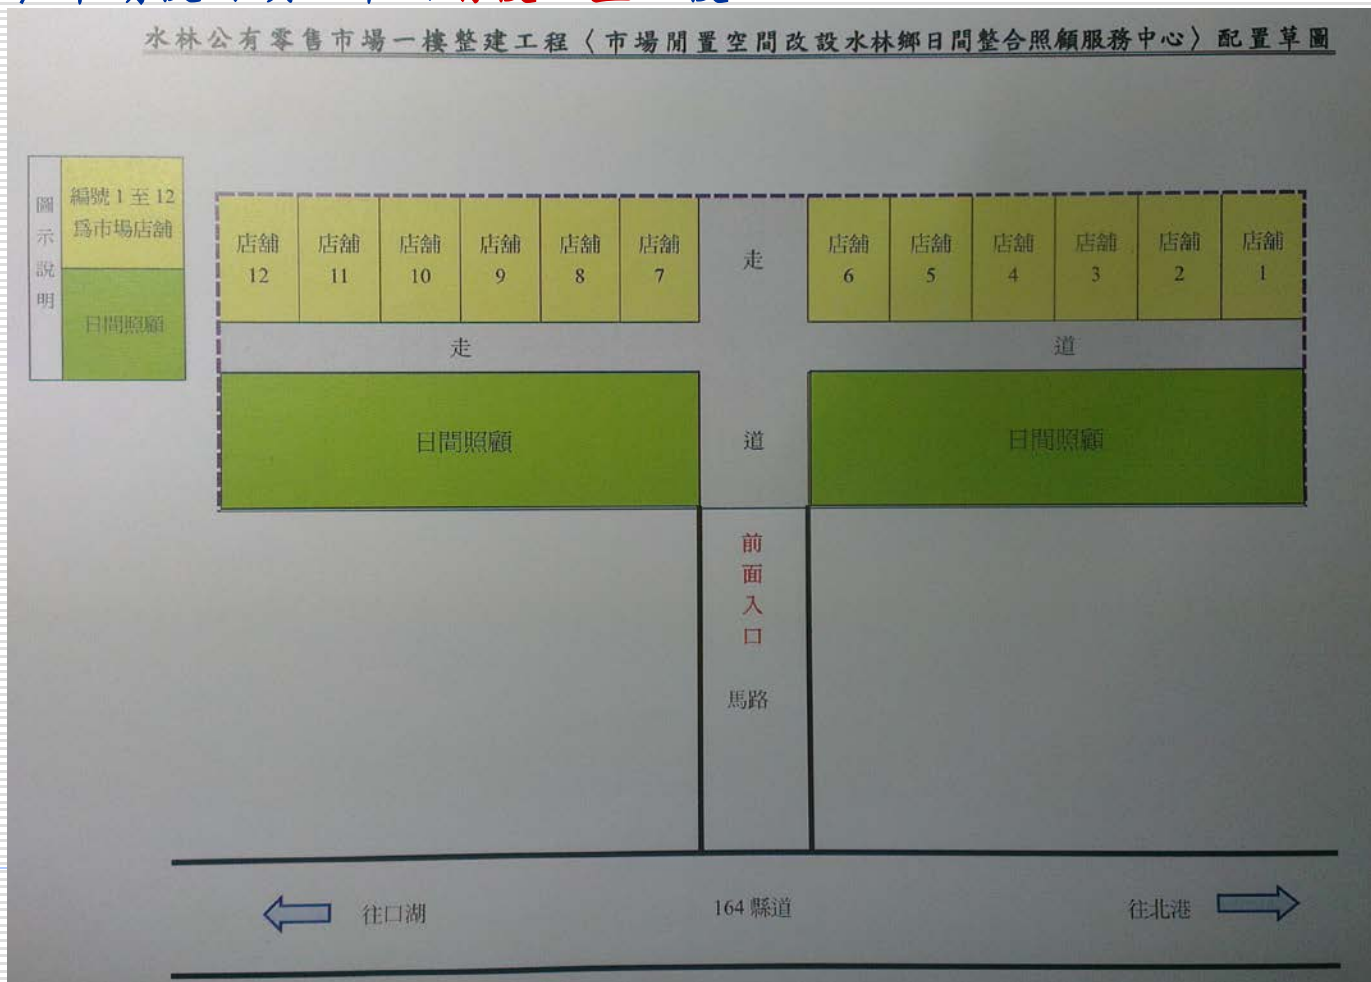 水林公有零售市場一樓整建工程〈市場閒置空間改設水林鄉日間整合照顧服務中心〉配置草圖
圖示說明
編號 1 至 12
爲市場店舖
日間照顧
店舖 12
店舖 11
店舖 10
店舖 9
店舖 8
店舖 7
走
店舖 6
店舖 5
店舖 4
店舖 3
店舖 2
店舖 1
走
道
日間照顧
道
日間照顧
前面入口
馬路
往口湖
164 縣道
往北港